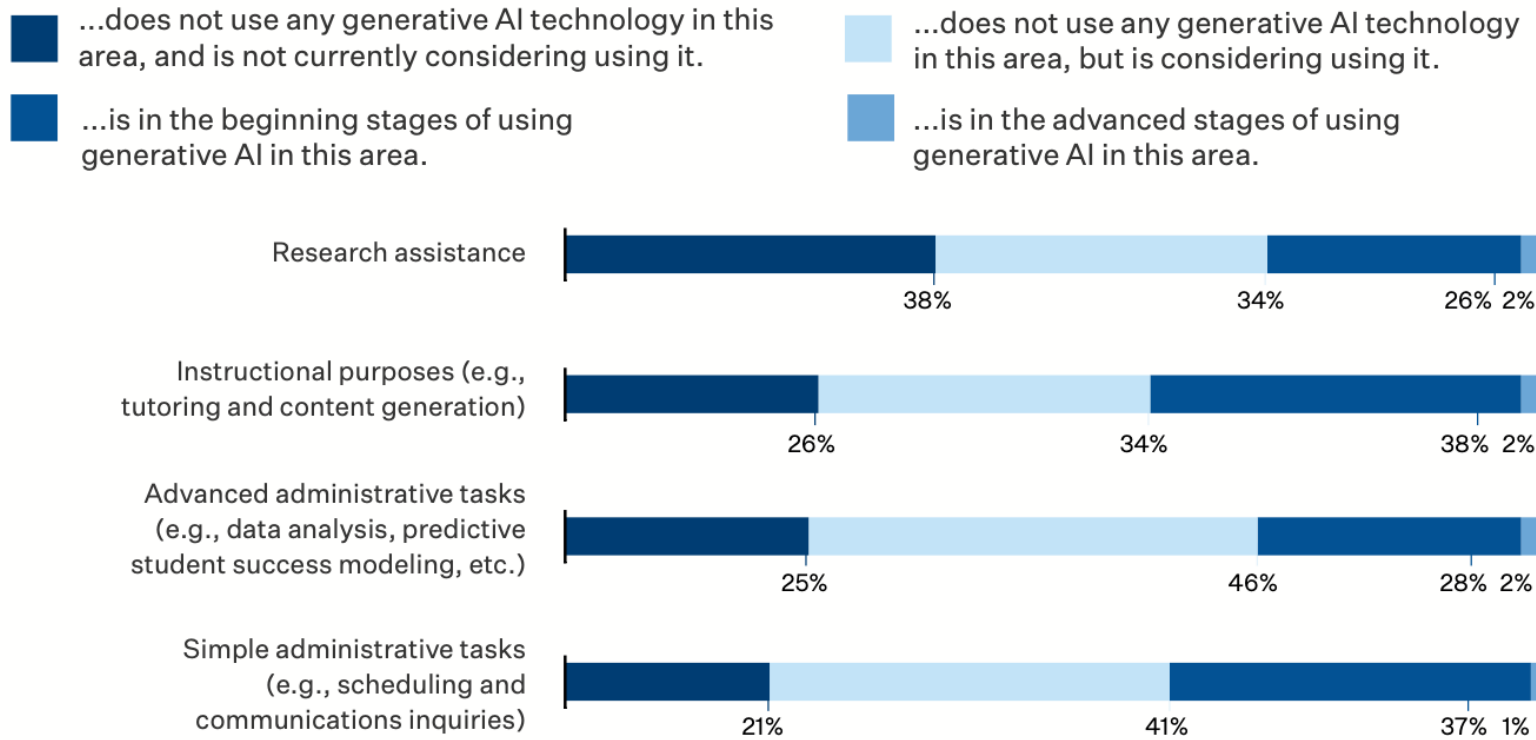 ...does not use any generative AI technology in this
area, and is not currently considering using it.
...does not use any generative AI technology
in this area, but is considering using it.
...is in the beginning stages of using
generative AI in this area.
...is in the advanced stages of using
generative AI in this area.
Research assistance
38% 34% 26% 2%
Instructional purposes (e.g.,
tutoring and content generation)
26% 34% 38% 2%
Advanced administrative tasks
(e.g., data analysis, predictive
student success modeling, etc.)
25% 46% 28% 2%
Simple administrative tasks
(e.g., scheduling and
communications inquiries)
21% 41% 37% 1%